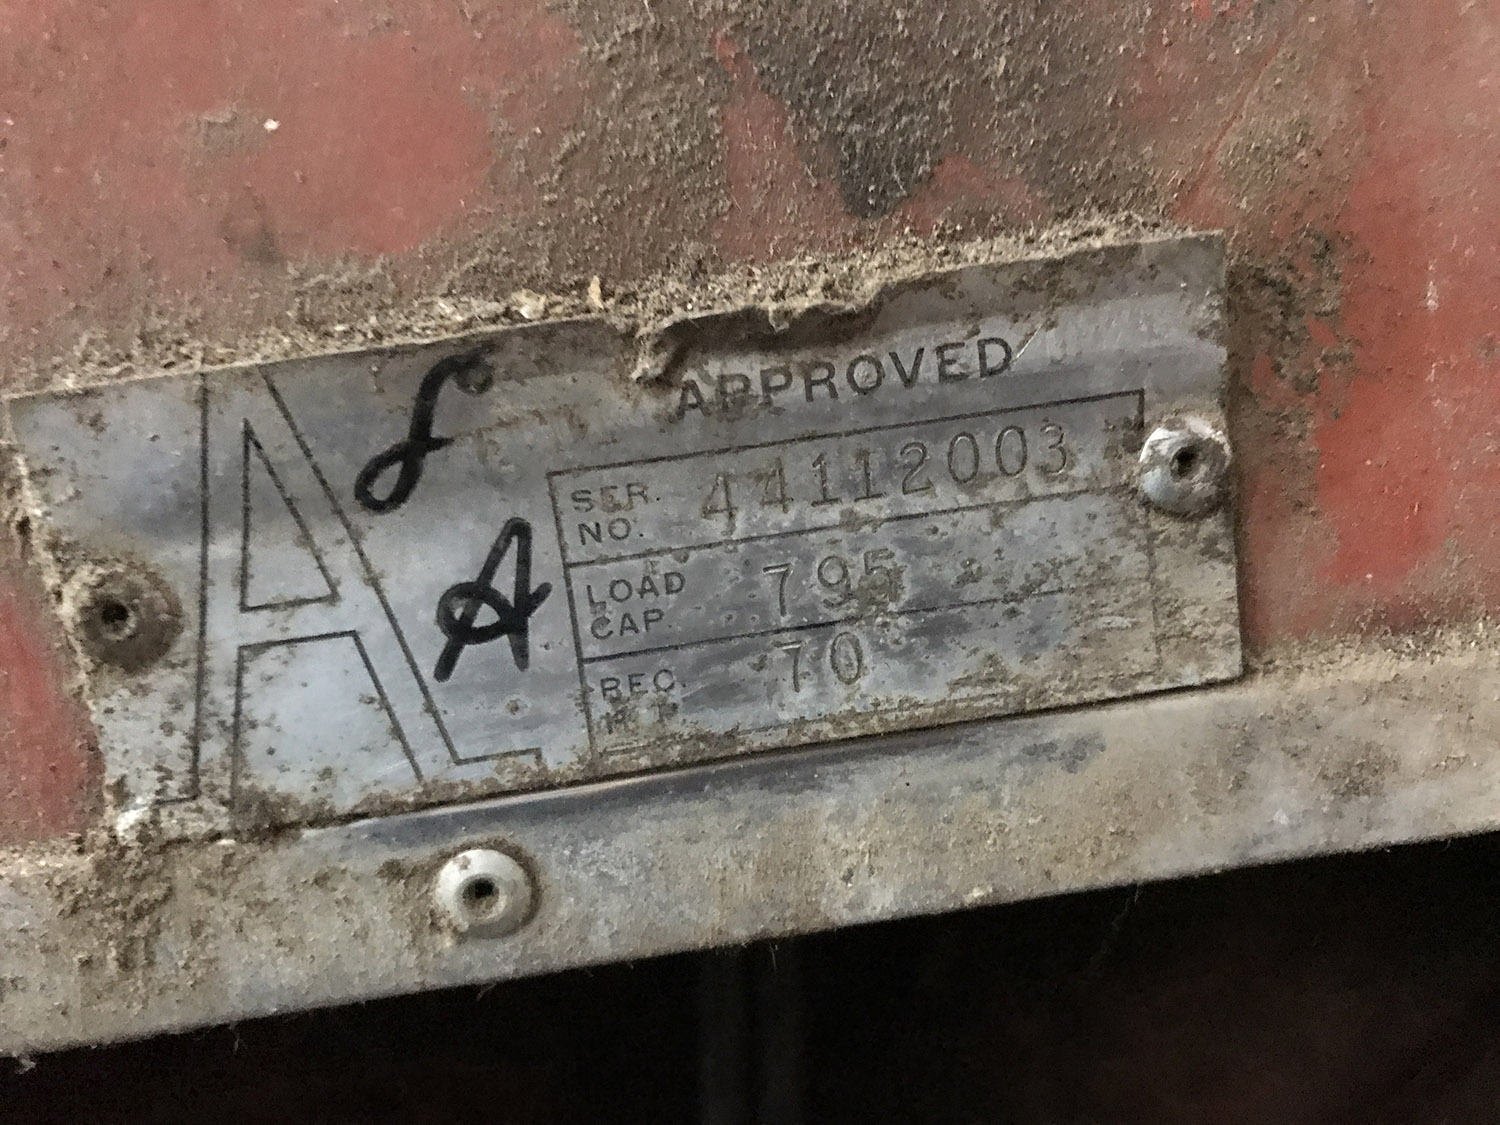 A
APPROVED
SER. NO. 44112003
LOAD CAP. 795
REC. 70
A